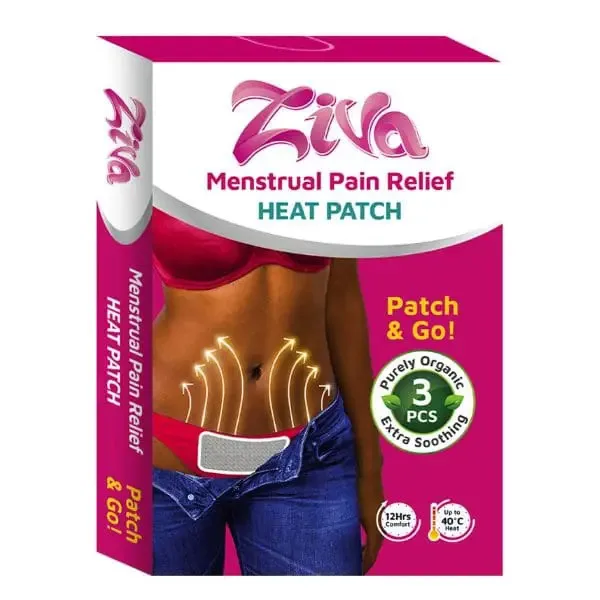 Ziva
Menstrual Pain Relief
HEAT PATCH
Patch
& Go!
Purely Organic
3
PCS
Extra Soothing
12Hrs
Comfort
Up to
40°C
Heat
Ziva
Menstrual Pain Relief
HEAT PATCH
Patch
& Go!